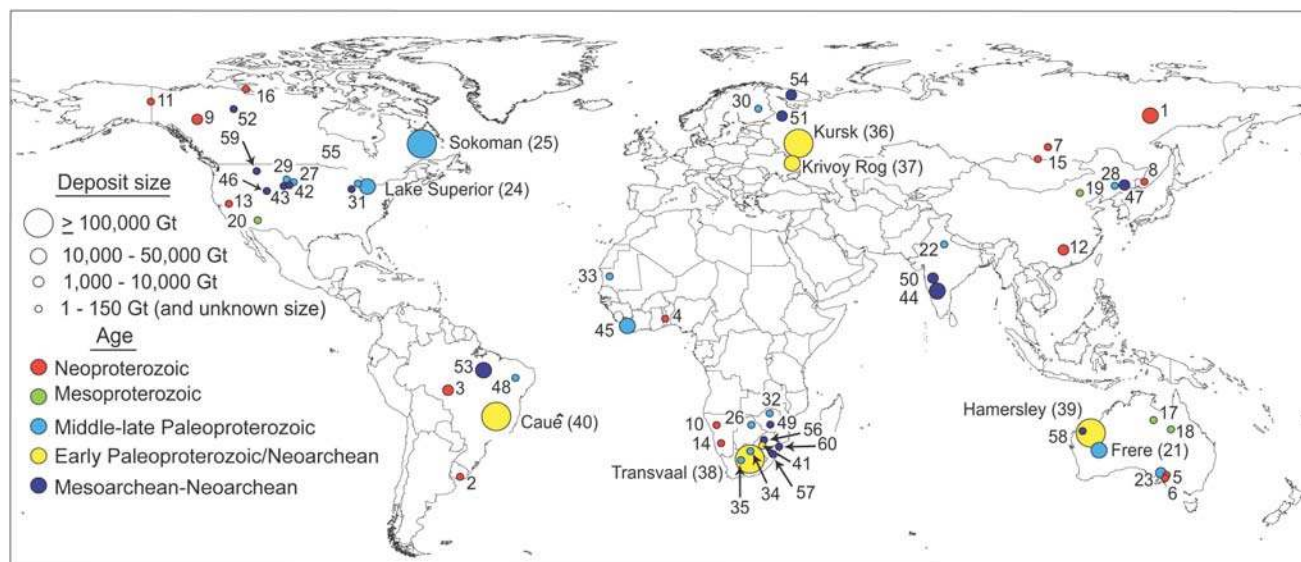 11
16
9
52
59
55
Sokoman (25)
29
27
46
43
42
31
Lake Superior (24)
13
20
Deposit size
≥ 100,000 Gt
10,000 - 50,000 Gt
1,000 - 10,000 Gt
1 - 150 Gt (and unknown size)
Age
Neoproterozoic
Mesoproterozoic
Middle-late Paleoproterozoic
Early Paleoproterozoic/Neoarchean
Mesoarchean-Neoarchean
53
48
3
Cauê (40)
2
30
54
51
Kursk (36)
Krivoy Rog (37)
1
7
15
19
28
8
47
12
22
50
44
33
45
4
32
26
49
10
14
56
60
Transvaal (38)
41
57
34
35
Hamersley (39)
17
18
58
Frere (21)
23
5
6